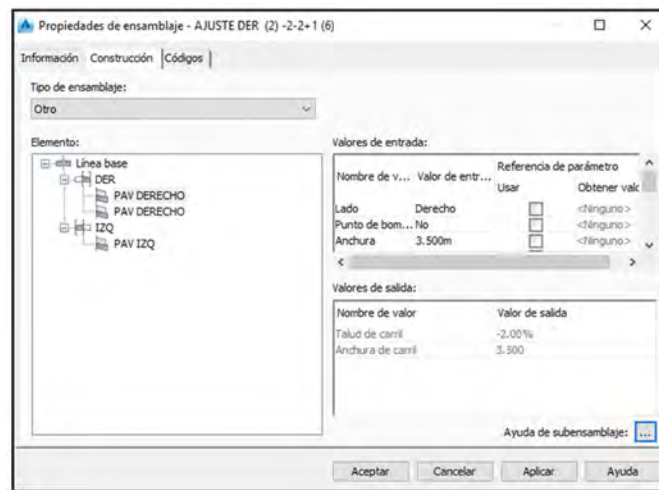 Propiedades de ensamblaje - AJUSTE DER (2) -2-2+1 (6)
Información
Construcción
Códigos
Tipo de ensamblaje:
Otro
Elemento:
Línea base
DER
PAV DERECHO
PAV DERECHO
IZQ
PAV IZQ
Valores de entrada:
Referencia de parámetro
Nombre de v... Valor de entr... Usar Obtener valc
Lado Derecho <Ninguno>
Punto de bom... No <Ninguno>
Anchura 3.500m <Ninguno>
Valores de salida:
Nombre de valor Valor de salida
Talud de carril -2.00%
Anchura de carril 3.500
Ayuda de subensamblaje: ...
Aceptar Cancelar Aplicar Ayuda